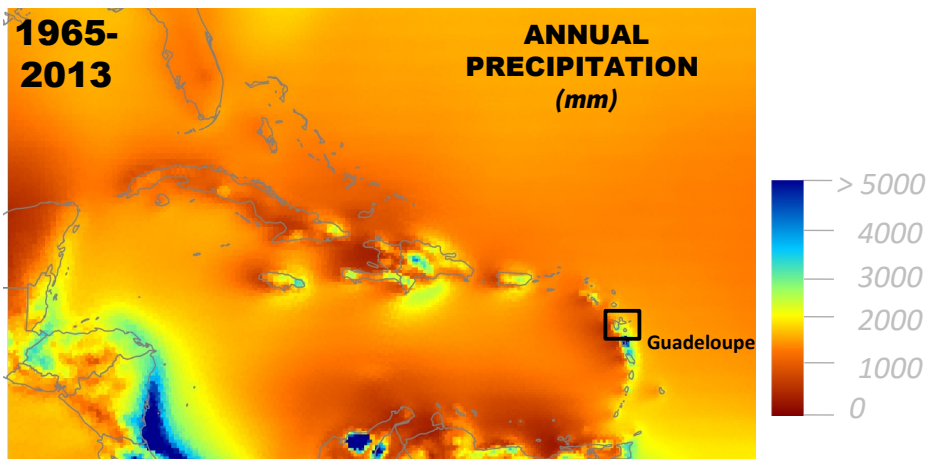 1965-
2013
ANNUAL
PRECIPITATION
(mm)
> 5000
4000
3000
2000
1000
0
Guadeloupe